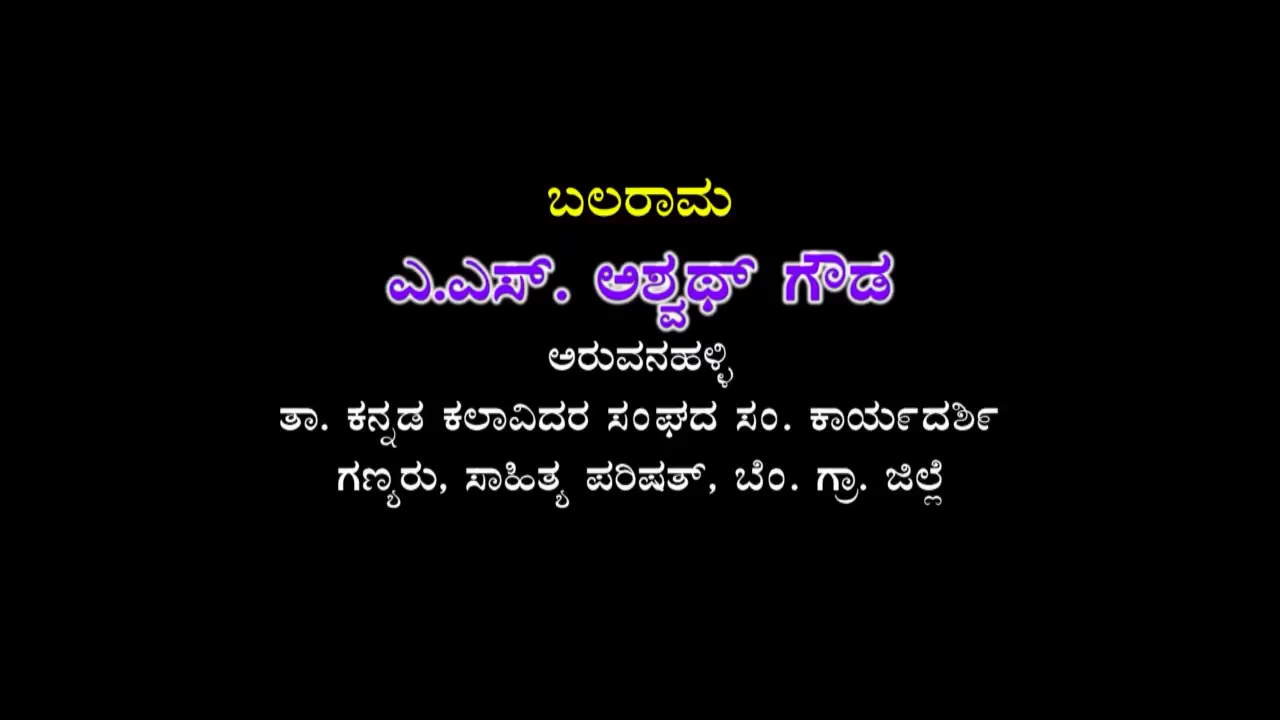 ಬಲರಾಮ
ಎ.ಎಸ್. ಅಶ್ವಥ್ ಗೌಡ
ಅರುವನಹಳ್ಳಿ
ತಾ. ಕನ್ನಡ ಕಲಾವಿದರ ಸಂಘದ ಸಂ. ಕಾರ್ಯದರ್ಶಿ
ಗಣ್ಯರು, ಸಾಹಿತ್ಯ ಪರಿಷತ್, ಬೆಂ. ಗ್ರಾ. ಜಿಲ್ಲೆ